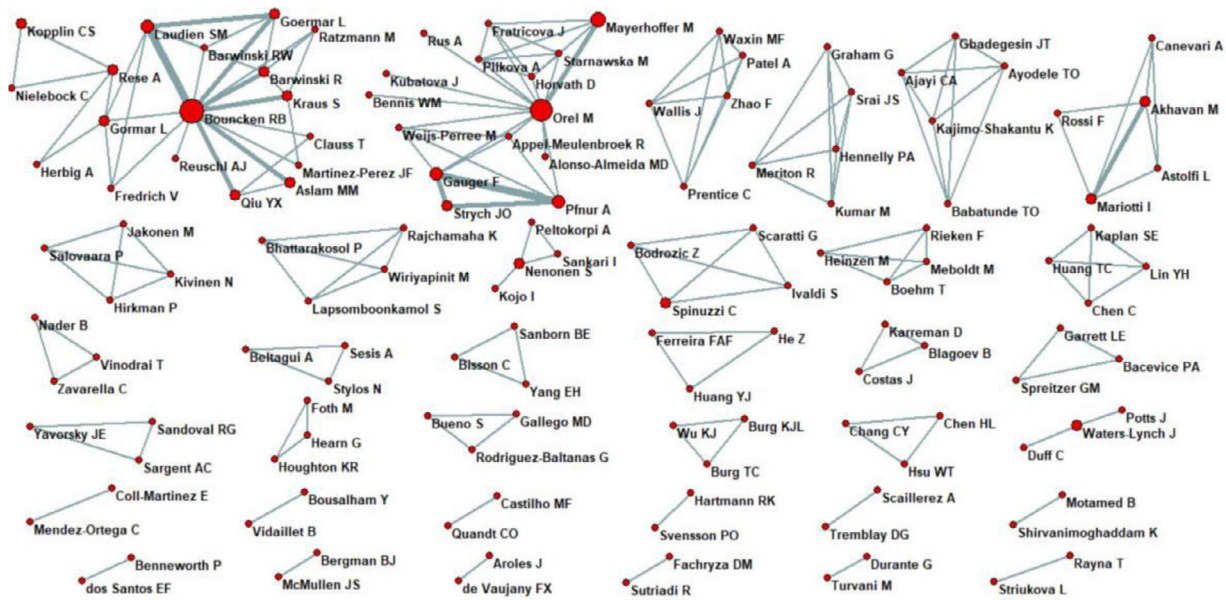 Kopplin CS
Nielebock C
Rese A
Herbig A
Gormar L
Fredrich V
Laudien SM
Barwinski RW
Goermar L
Ratzmann M
Barwinski R
Kraus S
Bouncken RB
Clauss T
Reuschl AJ
Martinez-Perez JF
Aslam MM
Qiu YX
Rus A
Fratricova J
Mayerhoffer M
Pilkova A
Starnawska M
Horvath D
Kubatova J
Bennis WM
Orel M
Weijs-Perree M
Appel-Meulenbroek R
Alonso-Almeida MD
Gauger F
Strych JO
Pfnur A
Waxin MF
Patel A
Wallis J
Zhao F
Prentice C
Graham G
Srai JS
Hennelly PA
Meriton R
Kumar M
Gbadegesin JT
Ajayi CA
Ayodele TO
Kajimo-Shakantu K
Babatunde TO
Canevari A
Rossi F
Akhavan M
Astolfi L
Mariotti I
Jakonen M
Salovaara P
Kivinen N
Hirkman P
Bhattarakosol P
Rajchamaha K
Wiriyapinit M
Lapsomboonkamol S
Peltokorpi A
Sankari I
Nenonen S
Kojo I
Scaratti G
Bodrozic Z
Ivaldi S
Spinuzzi C
Rieken F
Heinzen M
Meboldt M
Boehm T
Kaplan SE
Huang TC
Lin YH
Chen C
Nader B
Vinodrai T
Zavarella C
Beltagui A
Sesis A
Stylos N
Sanborn BE
Bisson C
Yang EH
Ferreira FAF
He Z
Huang YJ
Karreman D
Blagoev B
Costas J
Garrett LE
Bacevice PA
Spreitzer GM
Yavorsky JE
Sandoval RG
Sargent AC
Foth M
Hearn G
Houghton KR
Bueno S
Gallego MD
Rodriguez-Baltanas G
Wu KJ
Burg KJL
Burg TC
Chang CY
Chen HL
Hsu WT
Potts J
Waters-Lynch J
Duff C
Coll-Martinez E
Mendez-Ortega C
Bousalham Y
Vidaillet B
Castilho MF
Quandt CO
Hartmann RK
Svensson PO
Scaillerez A
Tremblay DG
Motamed B
Shirvanimoghaddam K
Benneworth P
dos Santos EF
Bergman BJ
McMullen JS
Aroles J
de Vaujany FX
Fachryza DM
Sutriadi R
Durante G
Turvani M
Rayna T
Striukova L